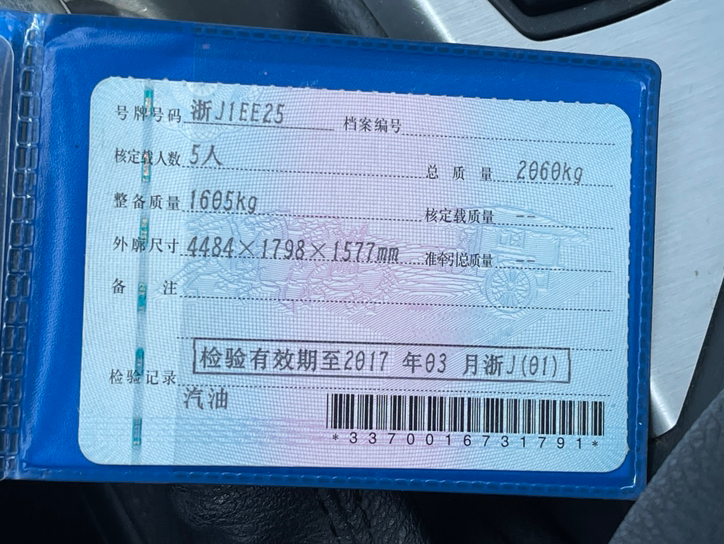 号牌号码 浙J1EE25 档案编号
核定载人数 5人 总质量 2060kg
整备质量 1605kg 核定载质量 --
外廓尺寸 4484×1798×1577mm 准牵引总质量 --
备注
检验有效期至2017 年03 月浙J(01)
检验记录
汽油
*3370016731791*